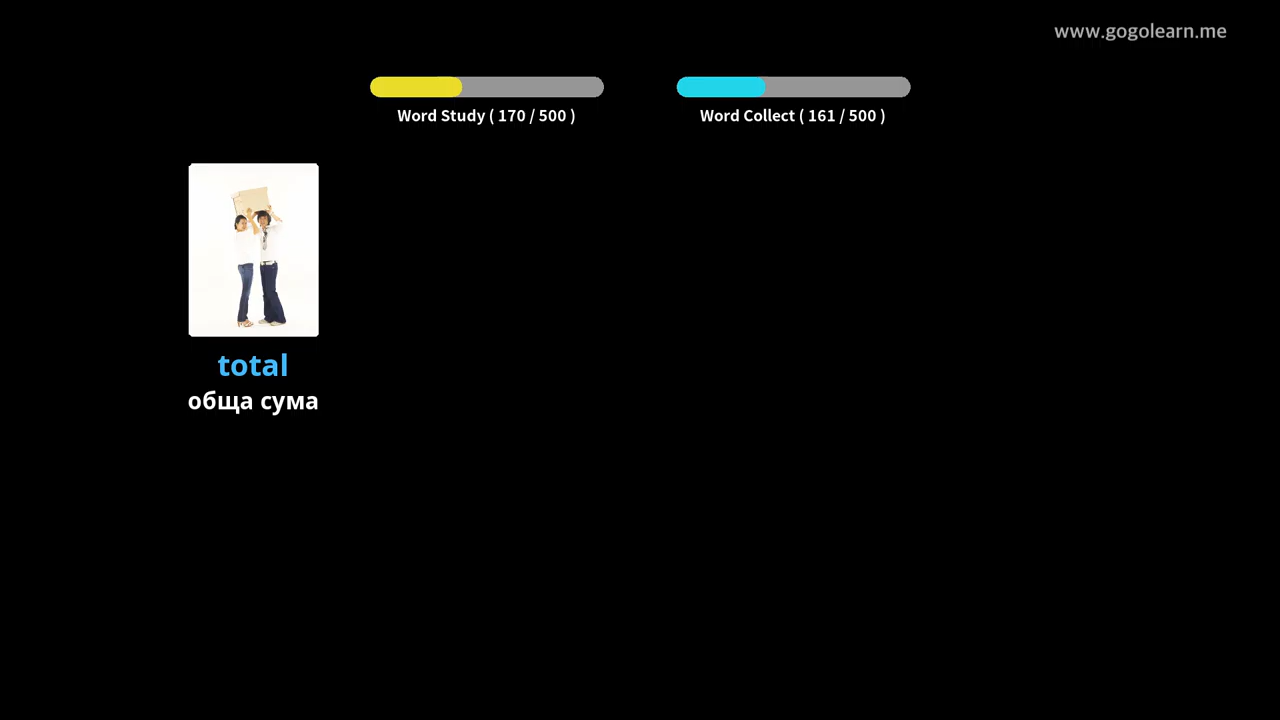 www.gogolearn.me
Word Study ( 170 / 500 )
Word Collect ( 161 / 500 )
total
обща сума